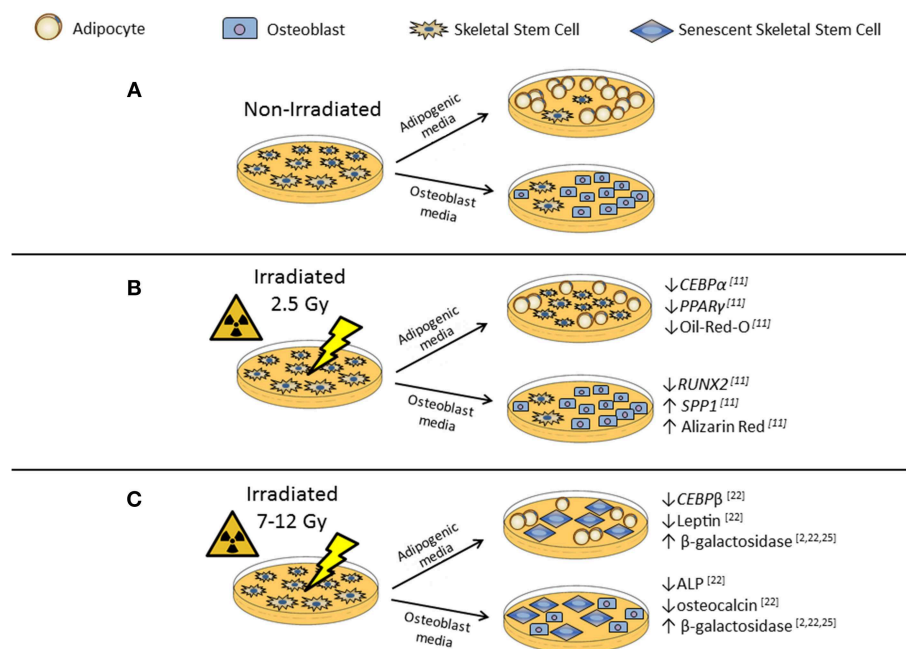 Adipocyte
Osteoblast
Skeletal Stem Cell
Senescent Skeletal Stem Cell
A
Non-Irradiated
Adipogenic
media
Osteoblast
media
B
Irradiated
2.5 Gy
Adipogenic
media
Osteoblast
media
↓CEBPα [11]
↓PPARγ [11]
↓Oil-Red-O [11]
↓RUNX2 [11]
↑ SPP1 [11]
↑ Alizarin Red [11]
C
Irradiated
7-12 Gy
Adipogenic
media
Osteoblast
media
↓CEBPβ [22]
↓Leptin [22]
↑ β-galactosidase [2,22,25]
↓ALP [22]
↓osteocalcin [22]
↑ β-galactosidase [2,22,25]